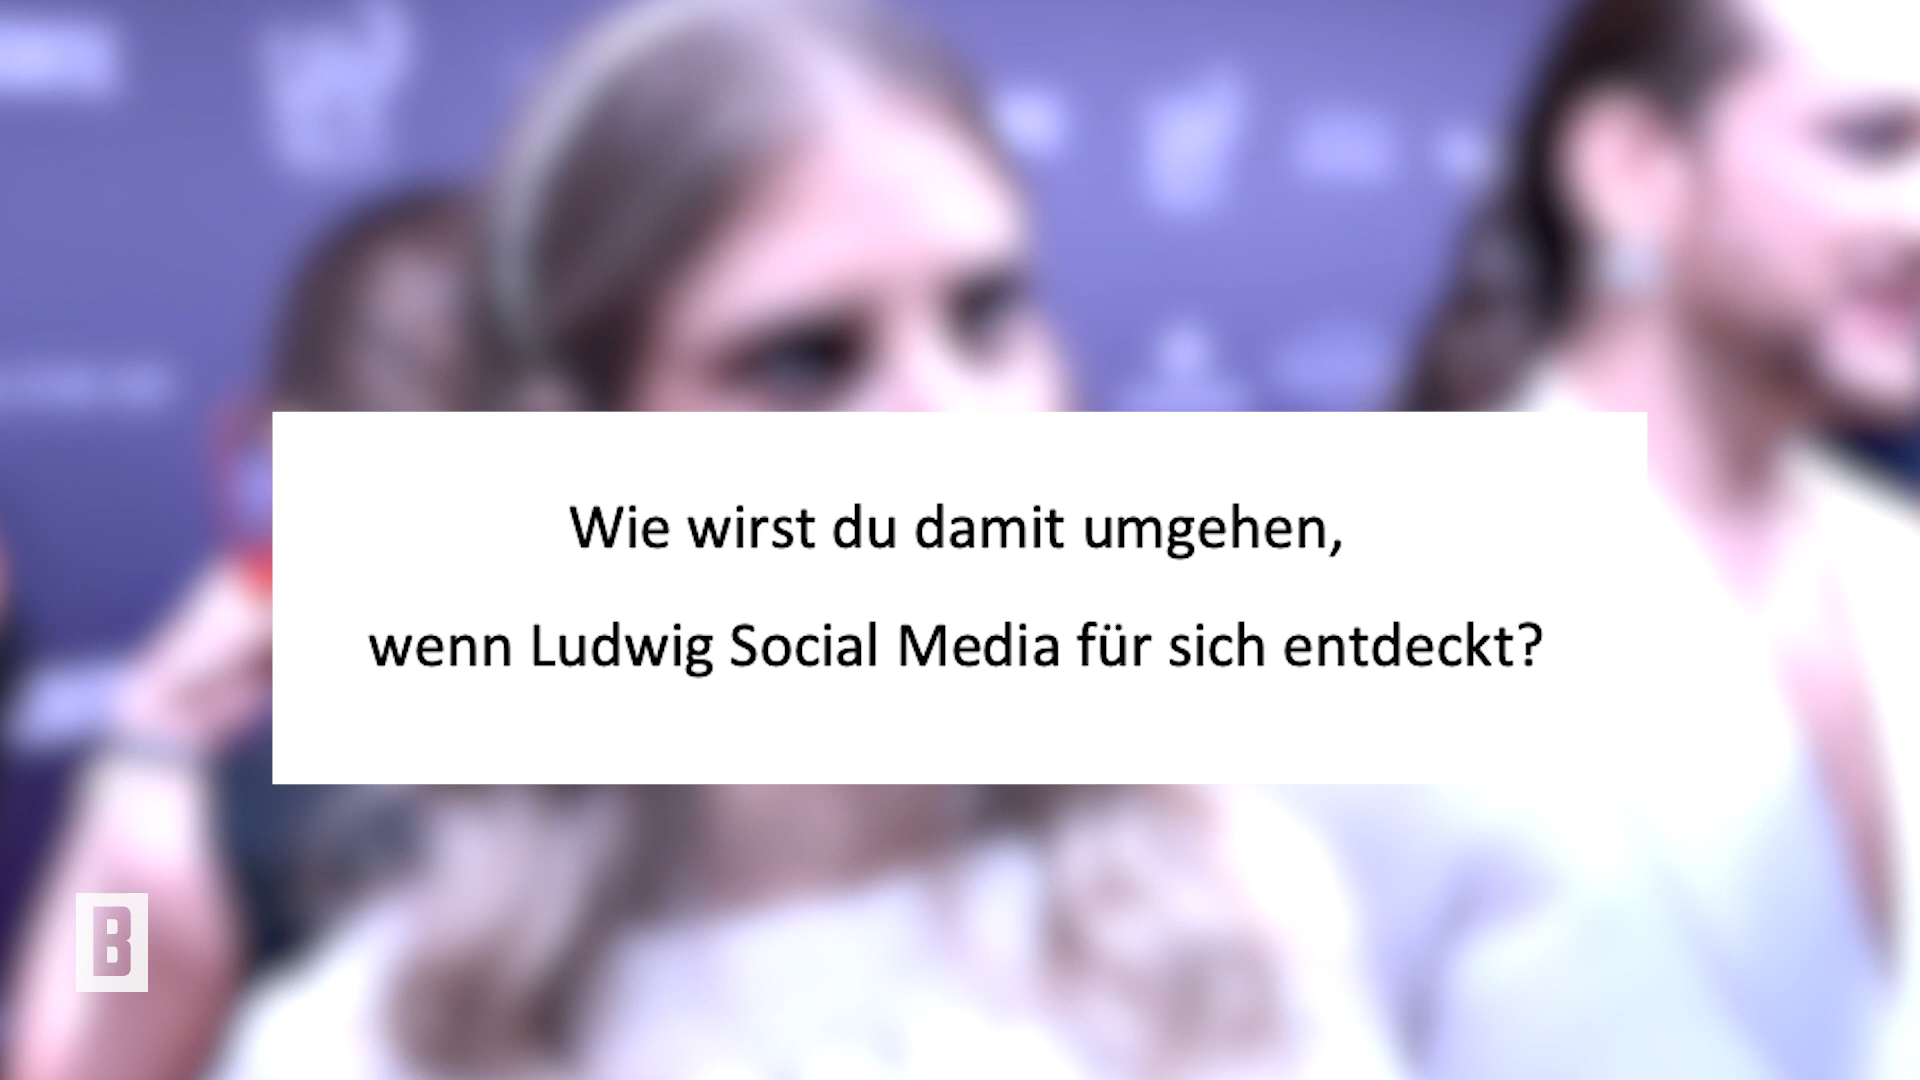 Wie wirst du damit umgehen,
wenn Ludwig Social Media für sich entdeckt?
B